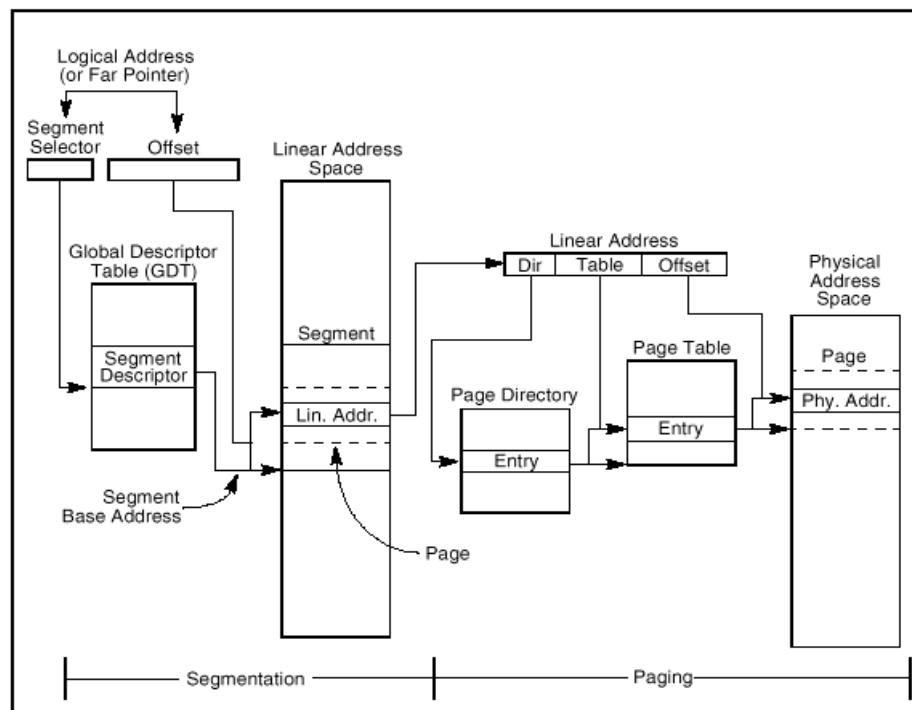 Logical Address
(or Far Pointer)
Segment
Selector
Offset
Linear Address
Space
Global Descriptor
Table (GDT)
Segment
Descriptor
Segment
Lin. Addr.
Segment
Base Address
Page
Linear Address
Dir
Table
Offset
Physical
Address
Space
Page Directory
Entry
Page Table
Entry
Page
Phy. Addr.
Segmentation
Paging